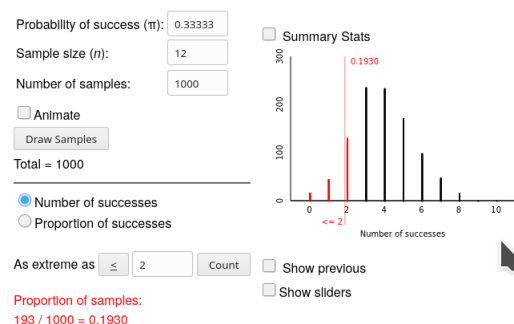 Probability of success (π): 0.33333
Sample size (n): 12
Number of samples: 1000
Animate
Draw Samples
Total = 1000
Number of successes
Proportion of successes
As extreme as ≤ 2 Count
Proportion of samples:
193 / 1000 = 0.1930
Summary Stats
0.1930
300
200
100
0
0 2 4 6 8 10
<= 2
Number of successes
Show previous
Show sliders